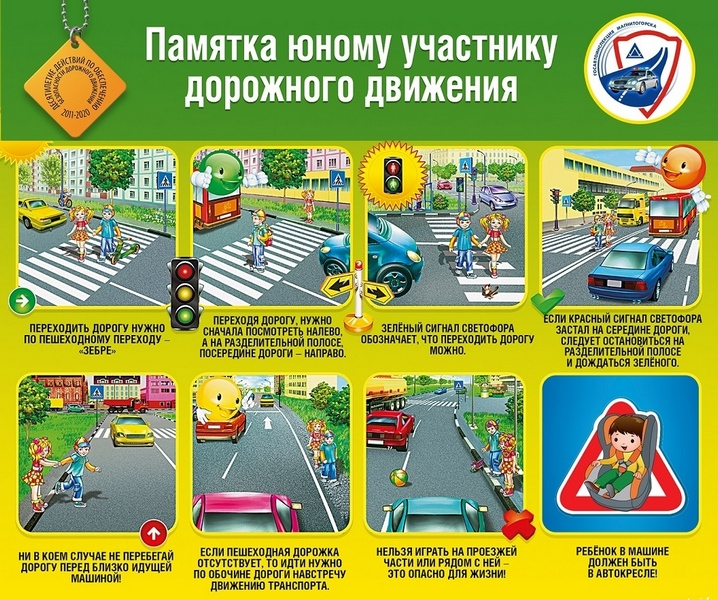 Памятка юному участнику
дорожного движения
ДЕСЯТИЛЕТИЕ ДЕЙСТВИЙ ПО ОБЕСПЕЧЕНИЮ
БЕЗОПАСНОСТИ ДОРОЖНОГО ДВИЖЕНИЯ
2011-2020
ГОСАВТОИНСПЕКЦИЯ МАГНИТОГОРСКА
ПЕРЕХОДИТЬ ДОРОГУ НУЖНО
ПО ПЕШЕХОДНОМУ ПЕРЕХОДУ –
«ЗЕБРЕ»
ПЕРЕХОДЯ ДОРОГУ, НУЖНО
СНАЧАЛА ПОСМОТРЕТЬ НАЛЕВО,
А НА РАЗДЕЛИТЕЛЬНОЙ ПОЛОСЕ,
ПОСЕРЕДИНЕ ДОРОГИ – НАПРАВО.
ЗЕЛЁНЫЙ СИГНАЛ СВЕТОФОРА
ОБОЗНАЧАЕТ, ЧТО ПЕРЕХОДИТЬ ДОРОГУ
МОЖНО.
ЕСЛИ КРАСНЫЙ СИГНАЛ СВЕТОФОРА
ЗАСТАЛ НА СЕРЕДИНЕ ДОРОГИ,
СЛЕДУЕТ ОСТАНОВИТЬСЯ НА
РАЗДЕЛИТЕЛЬНОЙ ПОЛОСЕ
И ДОЖДАТЬСЯ ЗЕЛЁНОГО.
НИ В КОЕМ СЛУЧАЕ НЕ ПЕРЕБЕГАЙ
ДОРОГУ ПЕРЕД БЛИЗКО ИДУЩЕЙ
МАШИНОЙ!
ЕСЛИ ПЕШЕХОДНАЯ ДОРОЖКА
ОТСУТСТВУЕТ, ТО ИДТИ НУЖНО
ПО ОБОЧИНЕ ДОРОГИ НАВСТРЕЧУ
ДВИЖЕНИЮ ТРАНСПОРТА.
НЕЛЬЗЯ ИГРАТЬ НА ПРОЕЗЖЕЙ
ЧАСТИ ИЛИ РЯДОМ С НЕЙ –
ЭТО ОПАСНО ДЛЯ ЖИЗНИ!
РЕБЁНОК В МАШИНЕ
ДОЛЖЕН БЫТЬ
В АВТОКРЕСЛЕ!